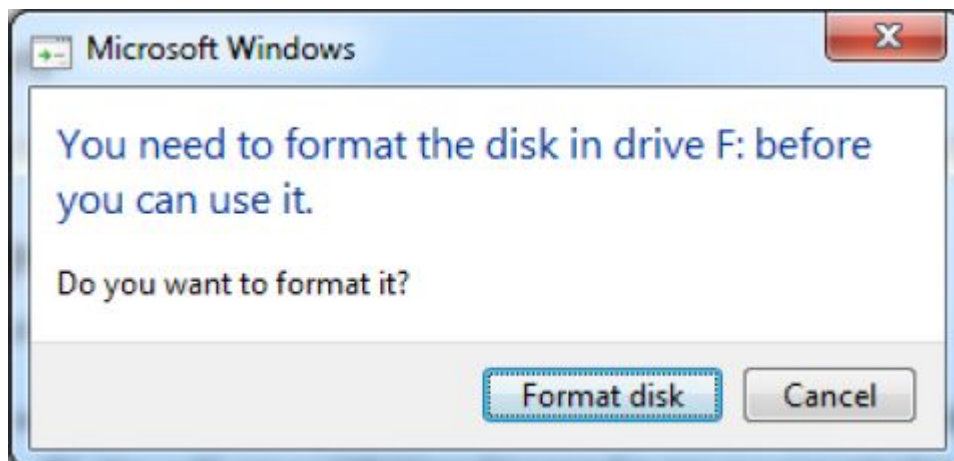 Microsoft Windows
You need to format the disk in drive F: before
you can use it.
Do you want to format it?
Format disk Cancel